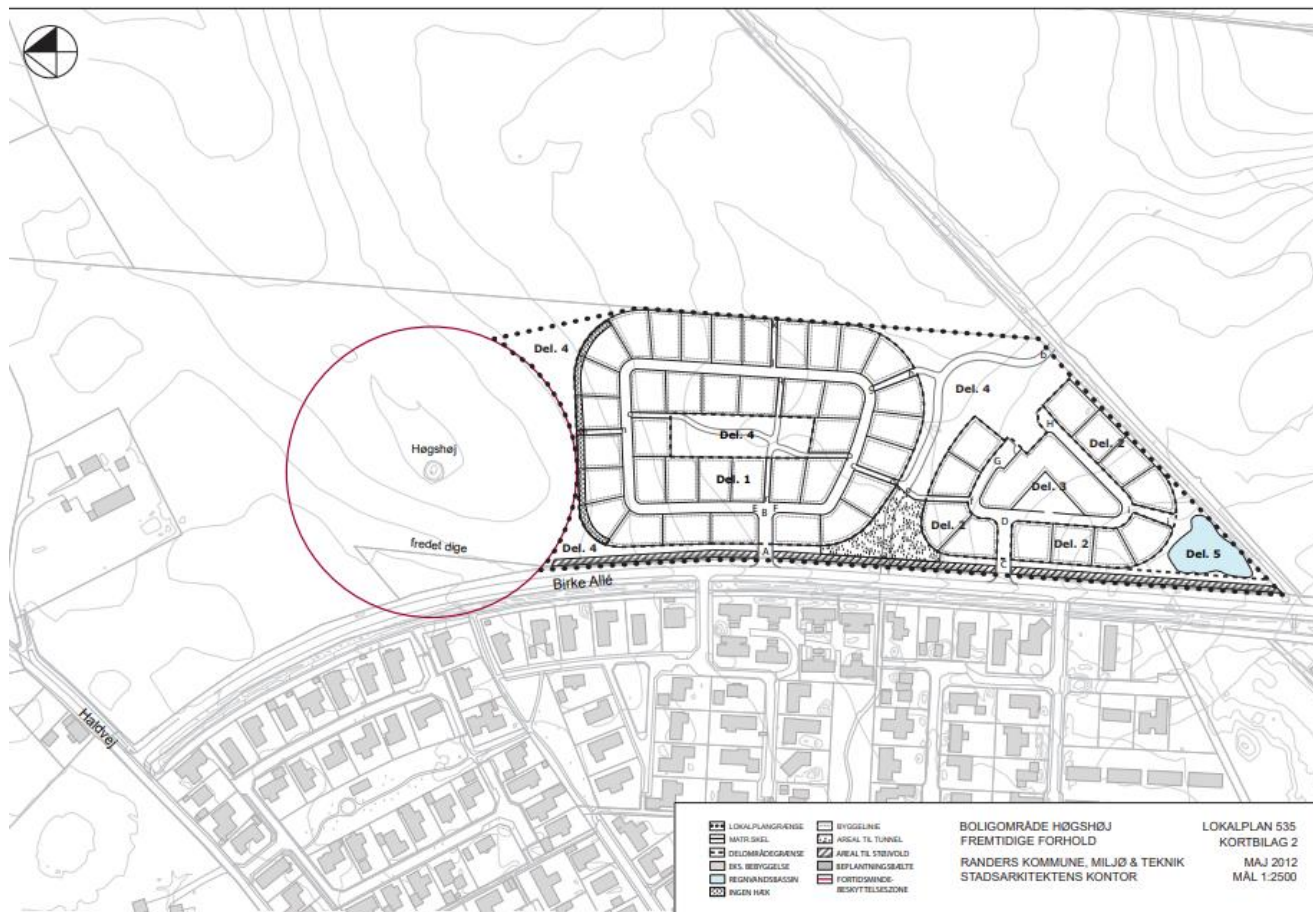 Del. 4
Del. 4
Del. 4
Del. 1
Høgshøj
fredet dige
Del. 4
Birke Allé
Haldvej
H
Del. 2
G
Del. 3
Del. 2
D
Del. 2
Del. 5
E
B
F
A
C
LOKALPLANGRÆNSE
MATR.SKEL
DELOMRÅDEGRÆNSE
EKS. BEBYGGELSE
REGNVANDSBASSIN
INGEN HÆK
BYGGELINIE
AREAL TIL TUNNEL
AREAL TIL STØJVOLD
BEPLANTNINGSBÆLTE
FORTIDSMINDE-
BESKYTTELSESZONE
BOLIGOMRÅDE HØGSHØJ
FREMTIDIGE FORHOLD
RANDERS KOMMUNE, MILJØ & TEKNIK
STADSARKITEKTENS KONTOR
LOKALPLAN 535
KORTBILAG 2
MAJ 2012
MÅL 1:2500